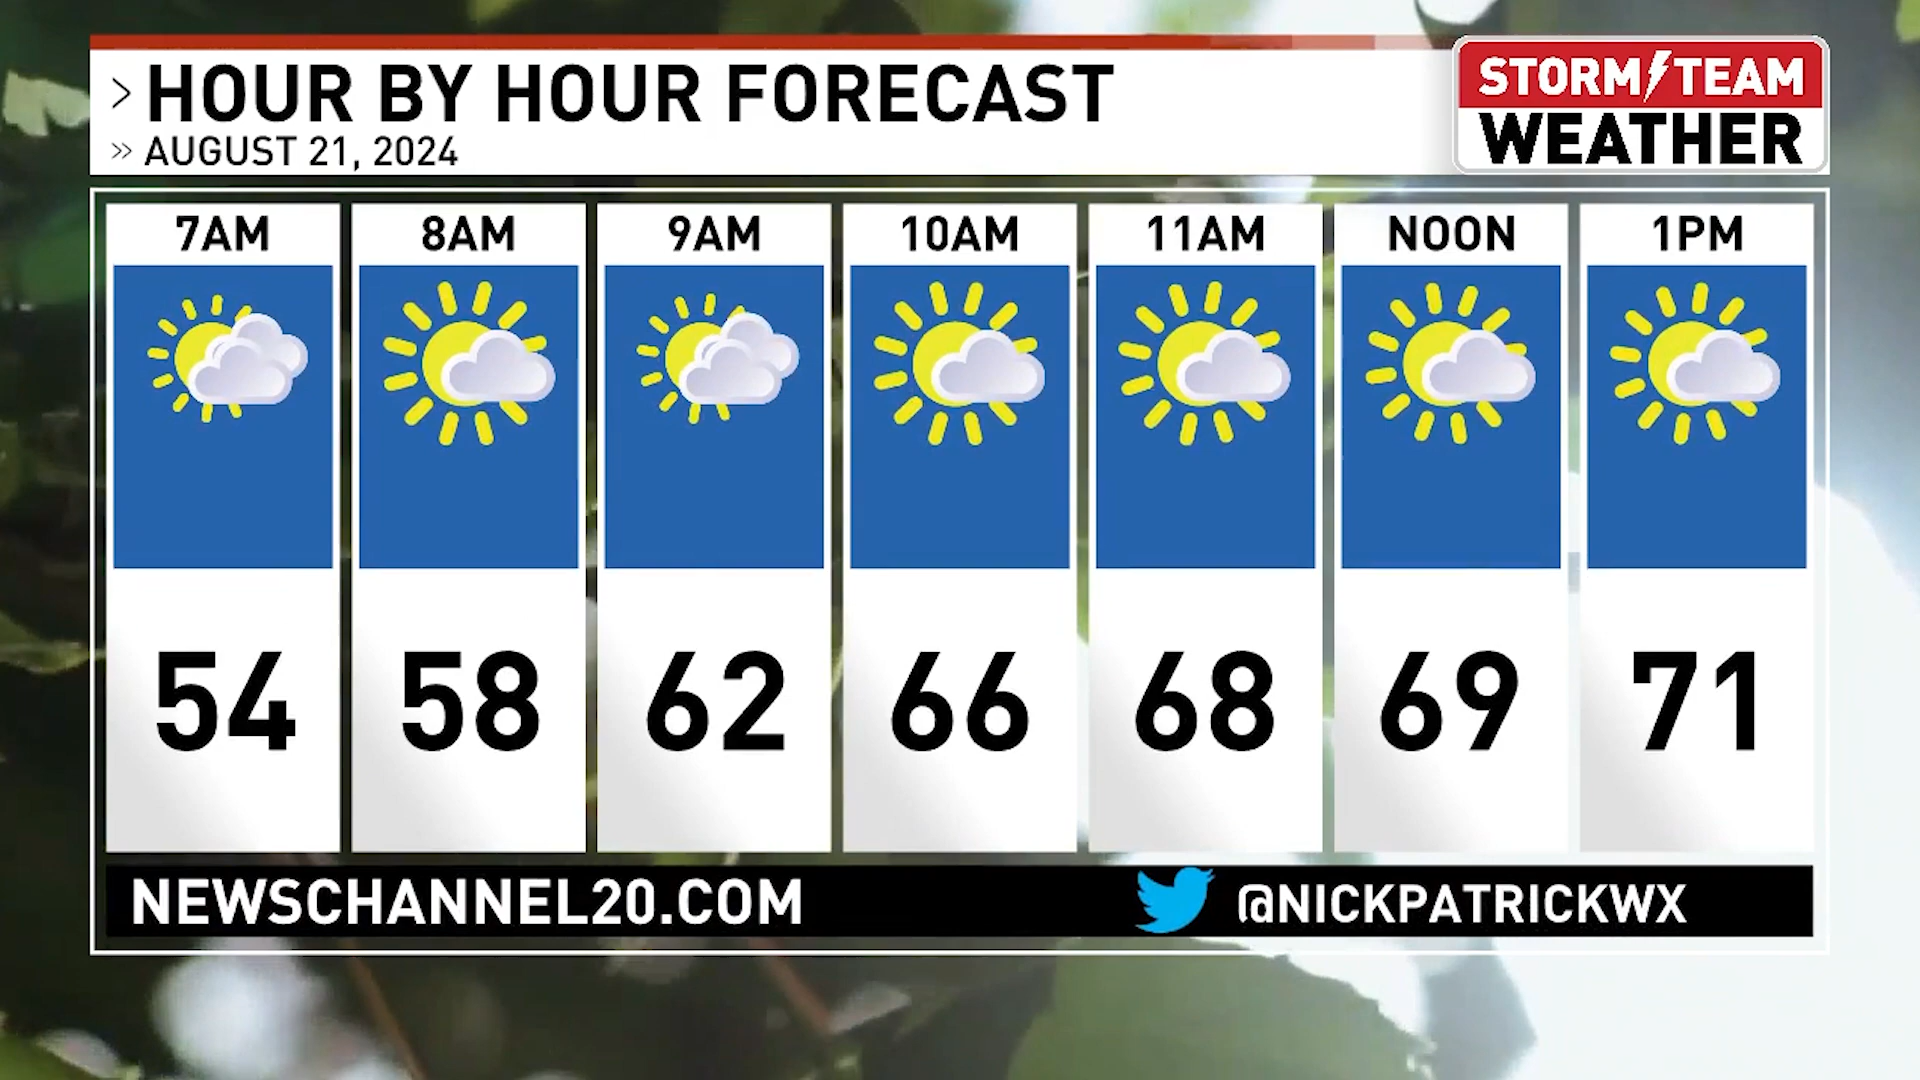 > HOUR BY HOUR FORECAST
» AUGUST 21, 2024
STORM TEAM
WEATHER
7AM 8AM 9AM 10AM 11AM NOON 1PM
54 58 62 66 68 69 71
NEWSCHANNEL20.COM @NICKPATRICKWX